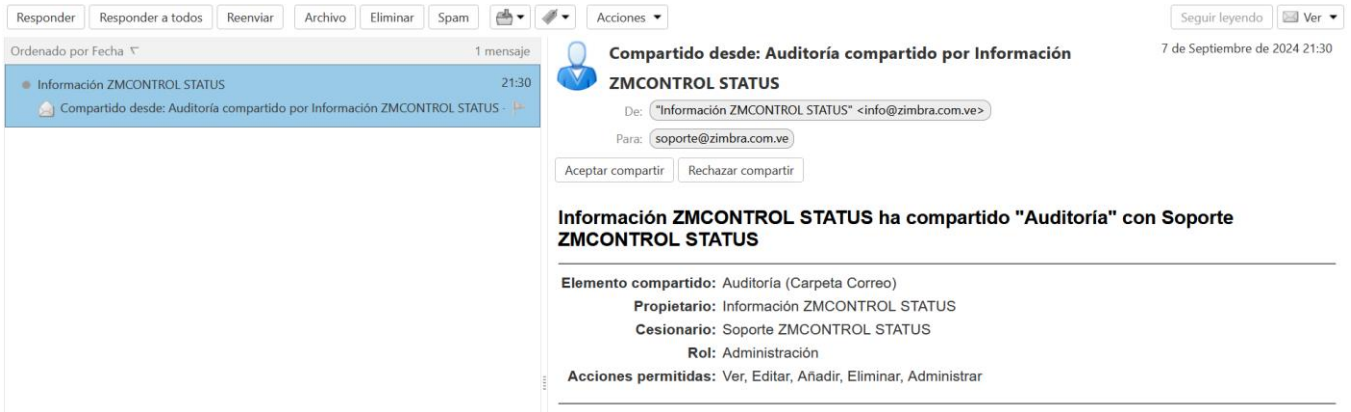 Responder Responder a todos Reenviar Archivo Eliminar Spam Acciones Seguir leyendo Ver
Ordenado por Fecha 1 mensaje
Información ZMCONTROL STATUS 21:30
Compartido desde: Auditoría compartido por Información ZMCONTROL STATUS -
Compartido desde: Auditoría compartido por Información 7 de Septiembre de 2024 21:30
ZMCONTROL STATUS
De: "Información ZMCONTROL STATUS" <info@zimbra.com.ve>
Para: soporte@zimbra.com.ve
Aceptar compartir Rechazar compartir
Información ZMCONTROL STATUS ha compartido "Auditoría" con Soporte
ZMCONTROL STATUS
Elemento compartido: Auditoría (Carpeta Correo)
Propietario: Información ZMCONTROL STATUS
Cesionario: Soporte ZMCONTROL STATUS
Rol: Administración
Acciones permitidas: Ver, Editar, Añadir, Eliminar, Administrar